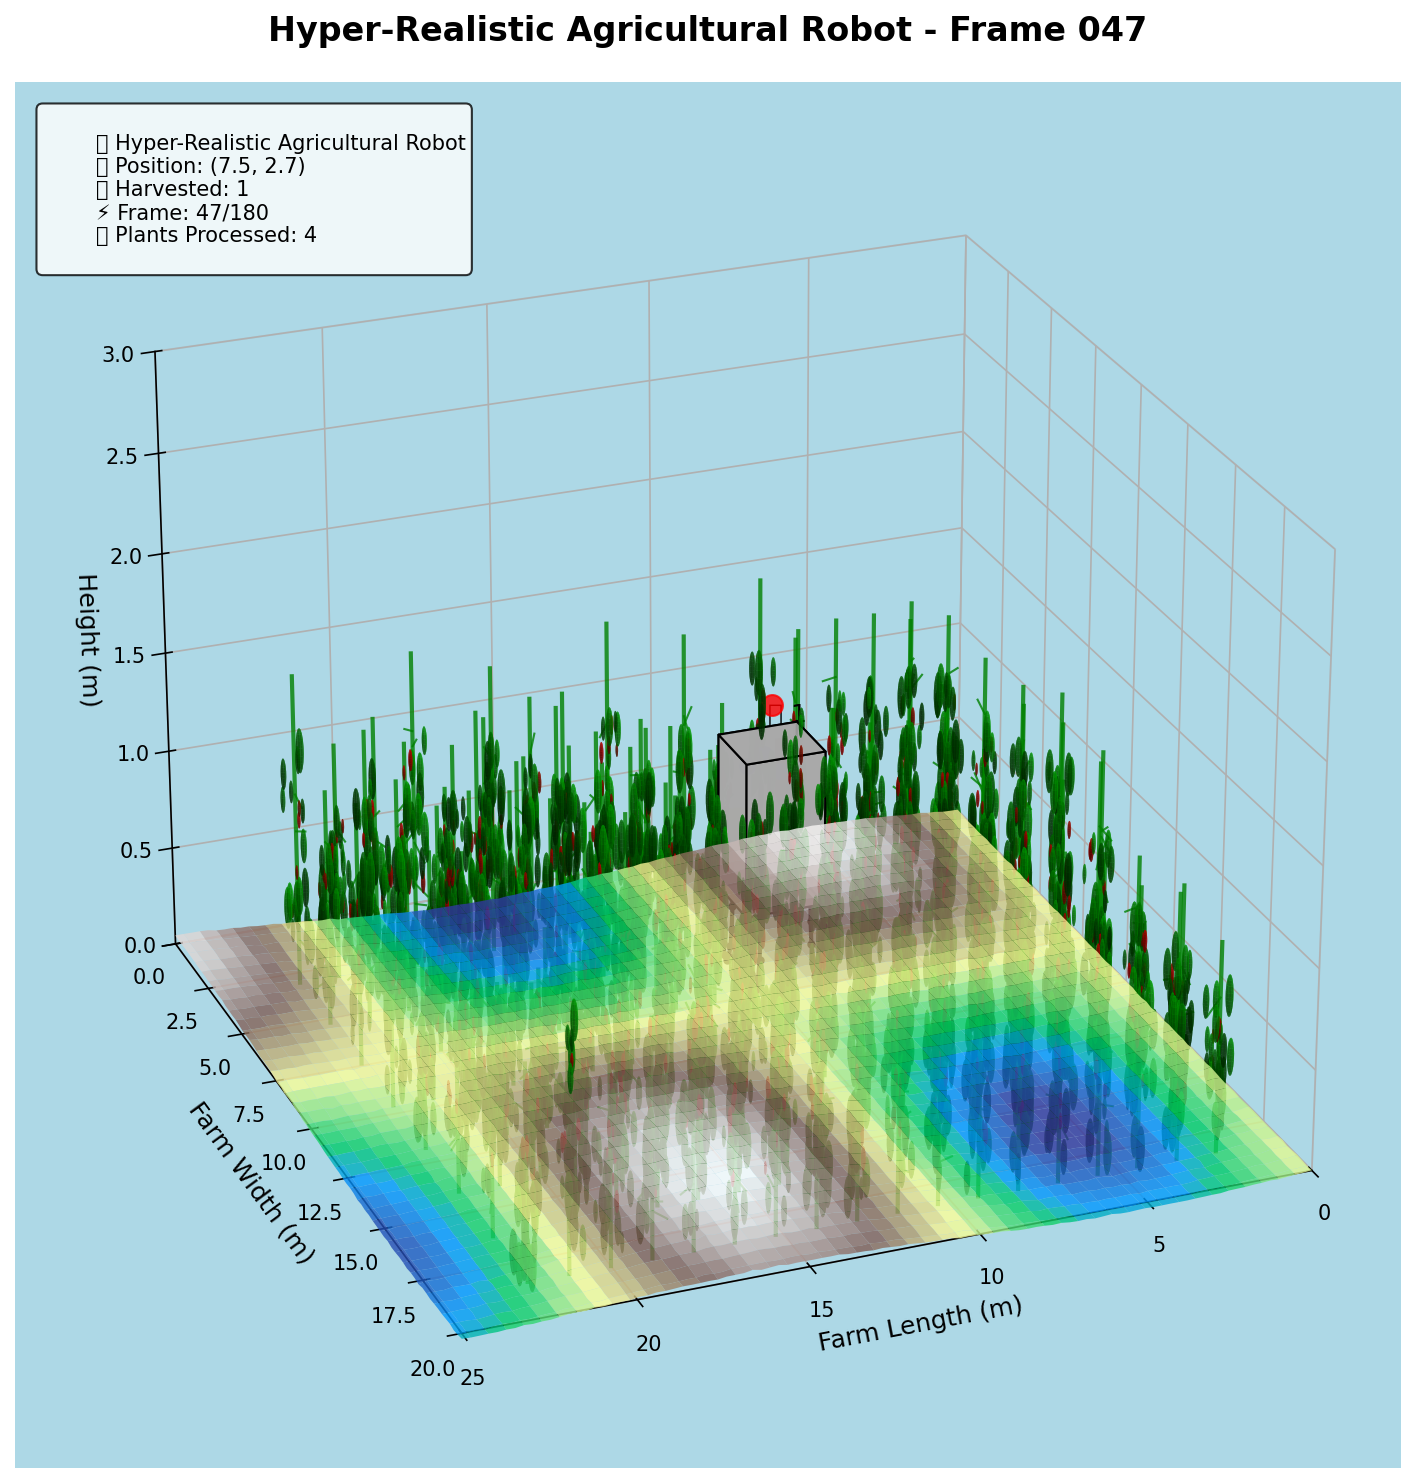 Hyper-Realistic Agricultural Robot - Frame 047
Hyper-Realistic Agricultural Robot
Position: (7.5, 2.7)
Harvested: 1
⚡ Frame: 47/180
Plants Processed: 4
3.0
2.5
2.0
1.5
1.0
0.5
0.0
Height (m)
0.0
2.5
5.0
7.5
10.0
12.5
15.0
17.5
20.0
Farm Width (m)
25
20
15
10
5
0
Farm Length (m)